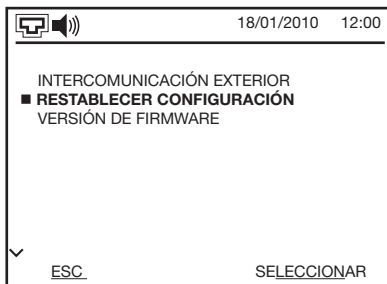 18/01/2010 12:00
INTERCOMUNICACIÓN EXTERIOR
RESTABLECER CONFIGURACIÓN
VERSIÓN DE FIRMWARE
ESC SELECCIONAR